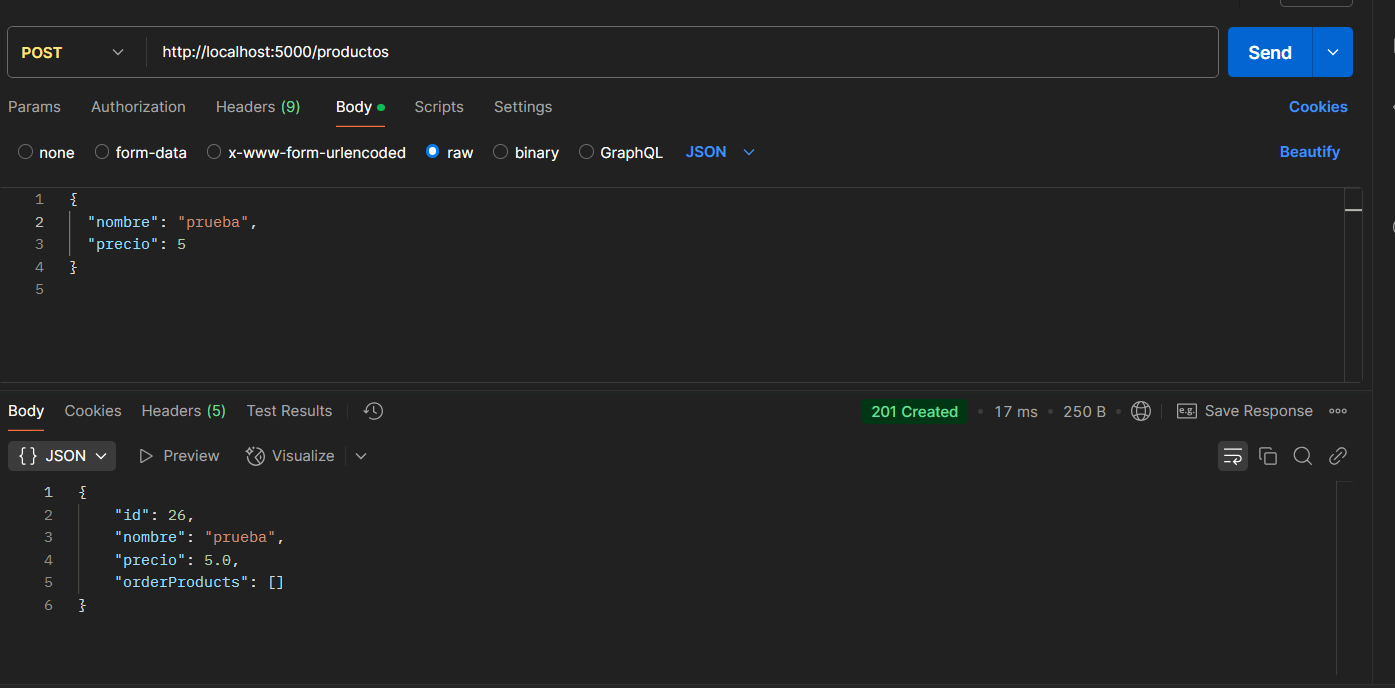 POST http://localhost:5000/productos Send
Params Authorization Headers (9) Body Scripts Settings Cookies
none form-data x-www-form-urlencoded raw binary GraphQL JSON Beautify
1 {
2 "nombre": "prueba",
3 "precio": 5
4 }
5
Body Cookies Headers (5) Test Results 201 Created 17 ms 250 B e.g. Save Response
{} JSON Preview Visualize
1 {
2 "id": 26,
3 "nombre": "prueba",
4 "precio": 5.0,
5 "orderProducts": []
6 }